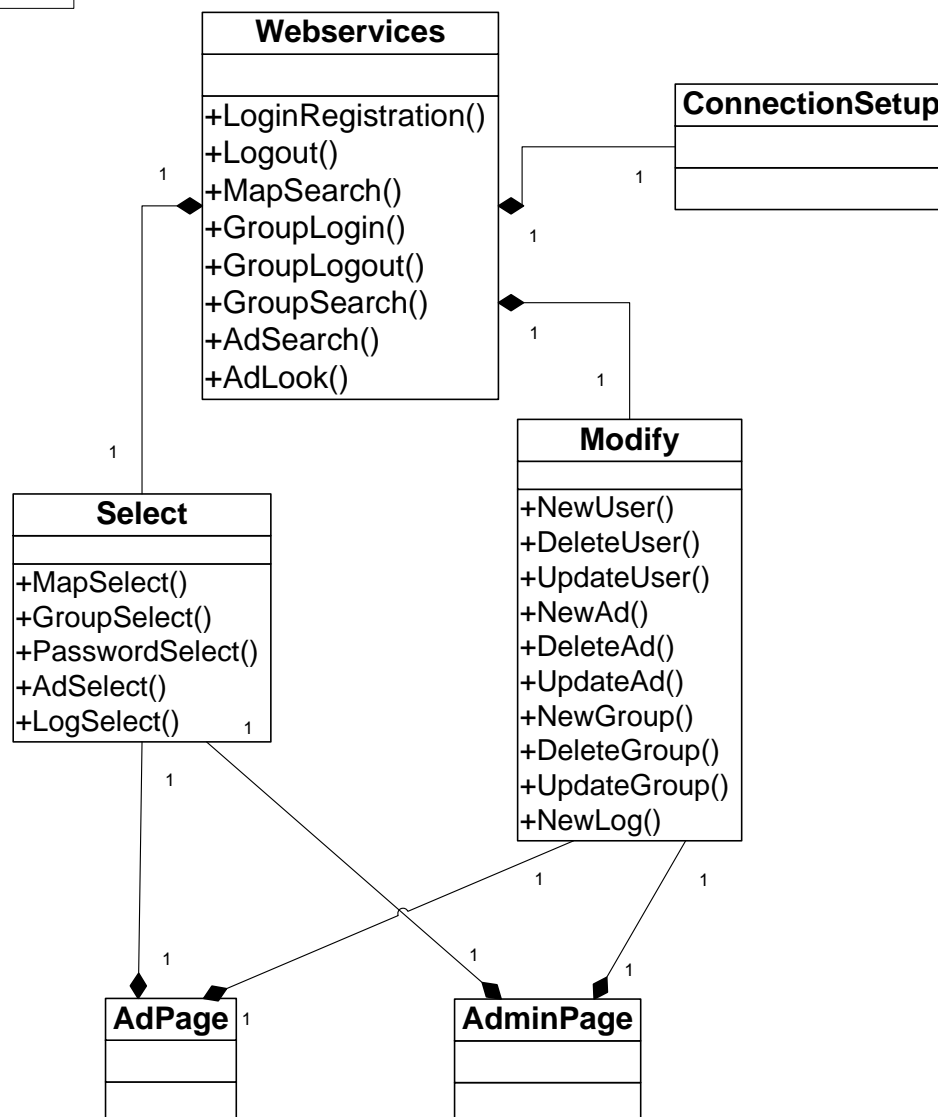 Webservices
+LoginRegistration()
+Logout()
+MapSearch()
+GroupLogin()
+GroupLogout()
+GroupSearch()
+AdSearch()
+AdLook()
ConnectionSetup
1
1
1
1
1
1
Modify
+NewUser()
+DeleteUser()
+UpdateUser()
+NewAd()
+DeleteAd()
+UpdateAd()
+NewGroup()
+DeleteGroup()
+UpdateGroup()
+NewLog()
Select
+MapSelect()
+GroupSelect()
+PasswordSelect()
+AdSelect()
+LogSelect()
1
1
1
1
1
1
1
1
AdPage
AdminPage